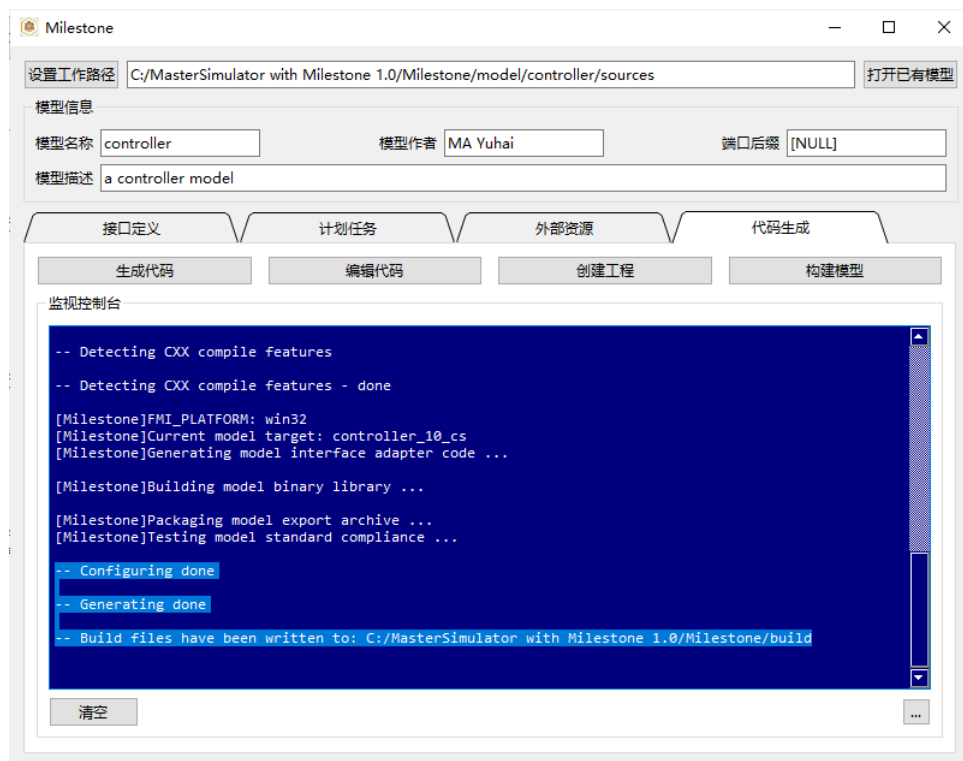 Milestone
设置工作路径 C:/MasterSimulator with Milestone 1.0/Milestone/model/controller/sources 打开已有模型
模型信息
模型名称 controller 模型作者 MA Yuhai 端口后缀 [NULL]
模型描述 a controller model
接口定义 计划任务 外部资源 代码生成
生成代码 编辑代码 创建工程 构建模型
监视控制台
-- Detecting CXX compile features
-- Detecting CXX compile features - done
[Milestone]FMI_PLATFORM: win32
[Milestone]Current model target: controller_10_cs
[Milestone]Generating model interface adapter code ...
[Milestone]Building model binary library ...
[Milestone]Packaging model export archive ...
[Milestone]Testing model standard compliance ...
-- Configuring done
-- Generating done
-- Build files have been written to: C:/MasterSimulator with Milestone 1.0/Milestone/build
清空 ...